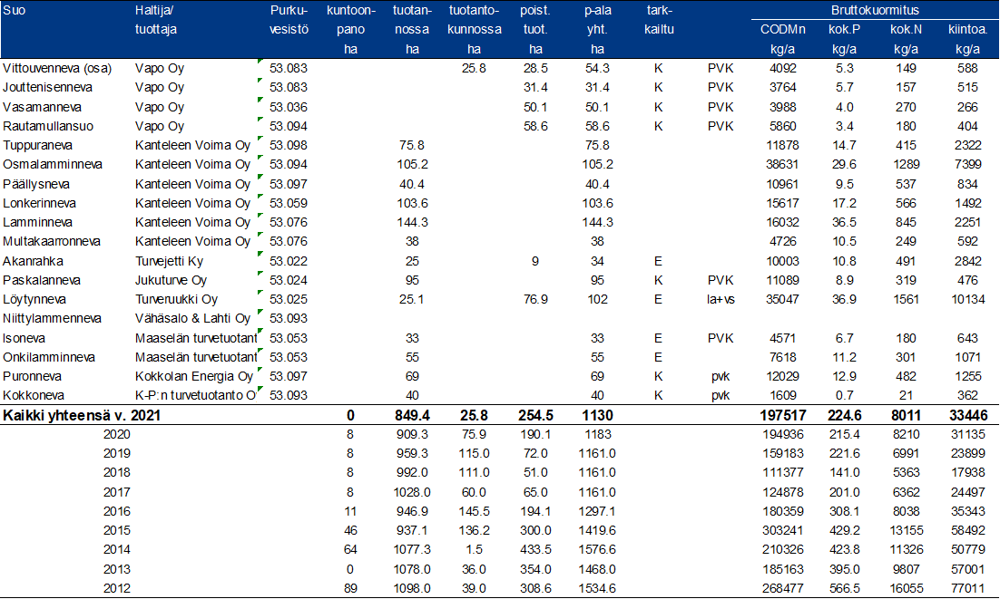 Suo Haltija/ Purku- kuntoon- tuotan- tuotanto- poist. p-ala tark- Bruttokuormitus
tuottaja vesistö pano nossa kunnossa tuot. yht. kailtu CODMn kok.P kok.N kiintoa.
ha ha ha ha ha kg/a kg/a kg/a kg/a
Vittouvenneva (osa) Vapo Oy 53.083 25.8 28.5 54.3 K PVK 4092 5.3 149 588
Jouttenisenneva Vapo Oy 53.083 31.4 31.4 K PVK 3764 5.7 157 515
Vasamanneva Vapo Oy 53.036 50.1 50.1 K PVK 3988 4.0 270 266
Rautamullansuo Vapo Oy 53.094 58.6 58.6 K PVK 5860 3.4 180 404
Tuppuraneva Kanteleen Voima Oy 53.098 75.8 75.8 11878 14.7 415 2322
Osmalamminneva Kanteleen Voima Oy 53.094 105.2 105.2 38631 29.6 1289 7399
Päällysneva Kanteleen Voima Oy 53.097 40.4 40.4 10961 9.5 537 834
Lonkerinneva Kanteleen Voima Oy 53.059 103.6 103.6 15617 17.2 566 1492
Lamminneva Kanteleen Voima Oy 53.076 144.3 144.3 16032 36.5 845 2251
Multakaarronneva Kanteleen Voima Oy 53.076 38 38 4726 10.5 249 592
Akanrahka Turvejetti Ky 53.022 25 9 34 E 10003 10.8 491 2842
Paskalanneva Jukuturve Oy 53.024 95 95 K PVK 11089 8.9 319 476
Löytynneva Turveruukki Oy 53.025 25.1 76.9 102 E la+vs 35047 36.9 1561 10134
Niittylammenneva Vähäsalo & Lahti Oy 53.093
Isoneva Maaselän turvetuotant 53.053 33 33 E PVK 4571 6.7 180 643
Onkilamminneva Maaselän turvetuotant 53.053 55 55 E 7618 11.2 301 1071
Puronneva Kokkolan Energia Oy 53.097 69 69 K pvk 12029 12.9 482 1255
Kokkoneva K-P:n turvetuotanto O 53.093 40 40 K pvk 1609 0.7 21 362
Kaikki yhteensä v. 2021 0 849.4 25.8 254.5 1130 197517 224.6 8011 33446
2020 8 909.3 75.9 190.1 1183 194936 215.4 8210 31135
2019 8 959.3 115.0 72.0 1161.0 159183 221.6 6991 23899
2018 8 992.0 111.0 51.0 1161.0 111377 141.0 5363 17938
2017 8 1028.0 60.0 65.0 1161.0 124878 201.0 6362 24497
2016 11 946.9 145.5 194.1 1297.1 180359 308.1 8038 35343
2015 46 937.1 136.2 300.0 1419.6 303241 429.2 13155 58492
2014 64 1077.3 1.5 433.5 1576.6 210326 423.8 11326 50779
2013 0 1078.0 36.0 354.0 1468.0 185163 395.0 9807 57001
2012 89 1098.0 39.0 308.6 1534.6 268477 566.5 16055 77011